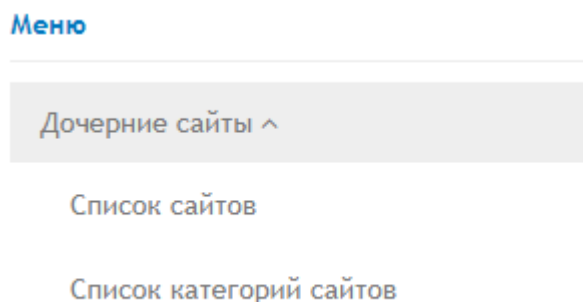 Меню
Дочерние сайты ^
Список сайтов
Список категорий сайтов